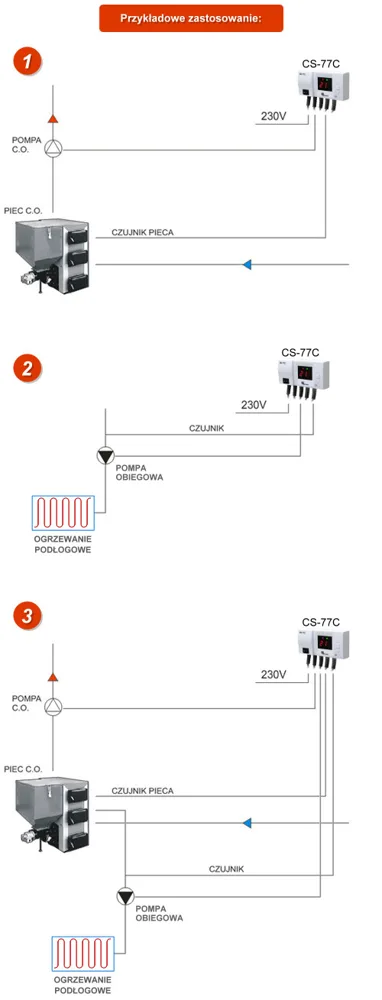 Przykładowe zastosowanie:
1
CS-77C
230V
POMPA
C.O.
PIEC C.O.
CZUJNIK PIECA
2
CS-77C
230V
CZUJNIK
POMPA
OBIEGOWA
OGRZEWANIE
PODŁOGOWE
3
CS-77C
230V
POMPA
C.O.
PIEC C.O.
CZUJNIK PIECA
CZUJNIK
POMPA
OBIEGOWA
OGRZEWANIE
PODŁOGOWE